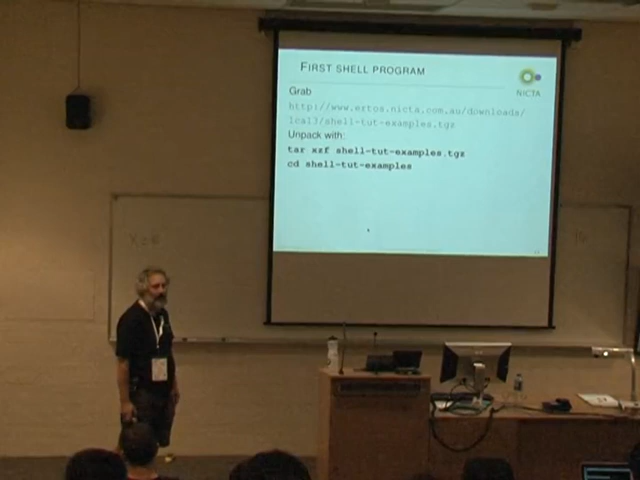 FIRST SHELL PROGRAM
NICTA
Grab
http://www.ertos.nicta.com.au/downloads/
lca13/shell-tut-examples.tgz
Unpack with:
tar xzf shell-tut-examples.tgz
cd shell-tut-examples